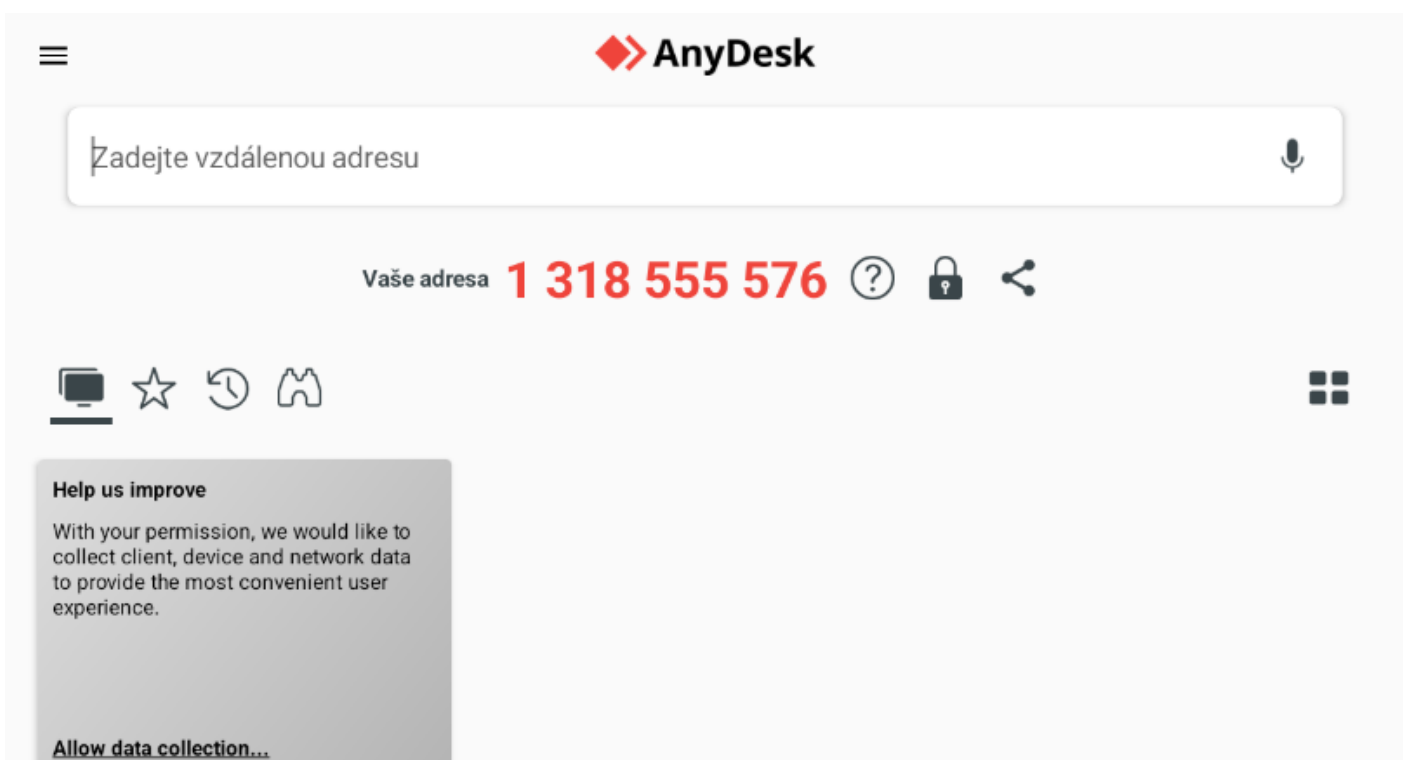 AnyDesk
Zadejte vzdálenou adresu
Vaše adresa 1 318 555 576
Help us improve
With your permission, we would like to
collect client, device and network data
to provide the most convenient user
experience.
Allow data collection...